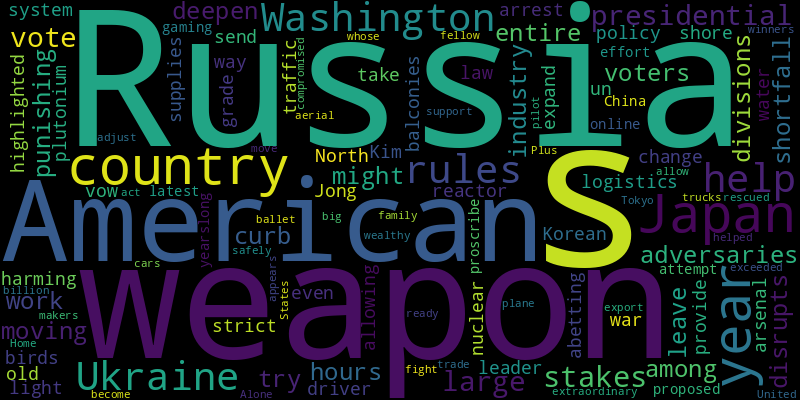 Russia
s
weapon
American
country
Japan
year
Washington
Ukraine
rules
help
stakes
presidential
adversaries
might
voters
industry
large
work
hours
vote
try
moving
disrupts
divisions
shortfall
punishing
entire
deepen
system
gaming
arrest
whose
fellow
winners
send
way
grade
supplies
traffic
compromised
take
law
policy
shore
effort
un
China
online
highlighted
plutonium
adjust
aerial
balconies
support
expand
pilot
Plus
water
move
North
Kim
Jong
change
allow
logistics
reactor
vow
act
latest
Tokyo
trucks
rescued
yearslong
ballet
big
family
wealthy
proscribe
Korean
helped
curb
safely
cars
harming
billion
makers
appears
States
even
allowing
ready
plane
nuclear
abetting
export
war
attempt
exceeded
leave
provide
arsenal
strict
Home
birds
old
light
become
Alone
driver
fight
trade
leader
extraordinary
among
proposed
United